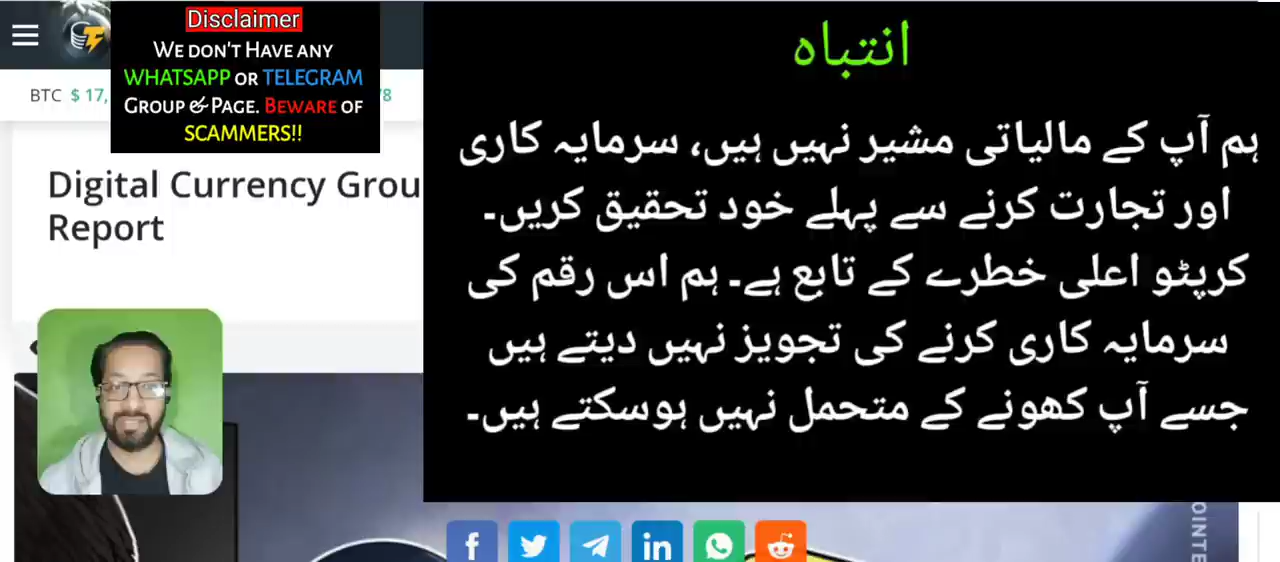 Disclaimer
WE DON'T HAVE ANY
WHATSAPP OR TELEGRAM
GROUP & PAGE. BEWARE OF
SCAMMERS!!
BTC $ 17,
78
Digital Currency Grou
Report
انتباہ
ہم آپ کے مالیاتی مشیر نہیں ہیں، سرمایہ کاری
اور تجارت کرنے سے پہلے خود تحقیق کریں۔
کرپٹو اعلی خطرے کے تابع ہے۔ ہم اس رقم کی
سرمایہ کاری کرنے کی تجویز نہیں دیتے ہیں
جسے آپ کھونے کے متحمل نہیں ہوسکتے ہیں۔
OINTE